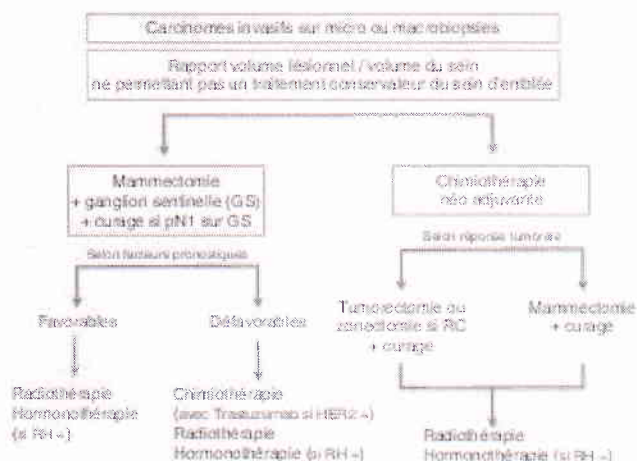 Carcinomes invasifs sur micro ou macrobiopsies
Rapport volume lésionnel / volume du sein
ne permettant pas un traitement conservateur du sein d'emblée
Mammectomie
+ ganglion sentinelle (GS)
+ curage si pN1 sur GS
Chimiothérapie
néo adjuvante
Selon facteurs pronostiques
Selon réponse tumorale
Favorables
Défavorables
Tumorectomie ou
zonectomie si RC
+ curage
Mammectomie
+ curage
Radiothérapie
Hormonothérapie
(si RH +)
Chimiothérapie
(avec Trastuzumab si HER2 +)
Radiothérapie
Hormonothérapie (si RH +)
Radiothérapie
Hormonothérapie (si RH +)